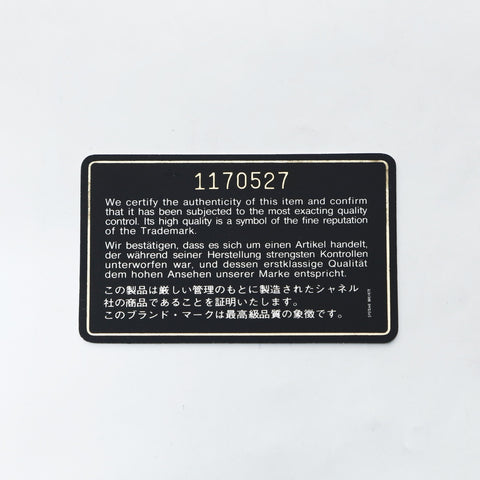 1170527
We certify the authenticity of this item and confirm
that it has been subjected to the most exacting quality
control. Its high quality is a symbol of the fine reputation
of the Trademark.
Wir bestätigen, dass es sich um einen Artikel handelt,
der während seiner Herstellung strengsten Kontrollen
unterworfen war, und dessen erstklassige Qualität
dem hohen Ansehen unserer Marke entspricht.
この製品は厳しい管理のもとに製造されたシャネル
社の商品であることを証明いたします。
このブランド・マークは最高級品質の象徴です。